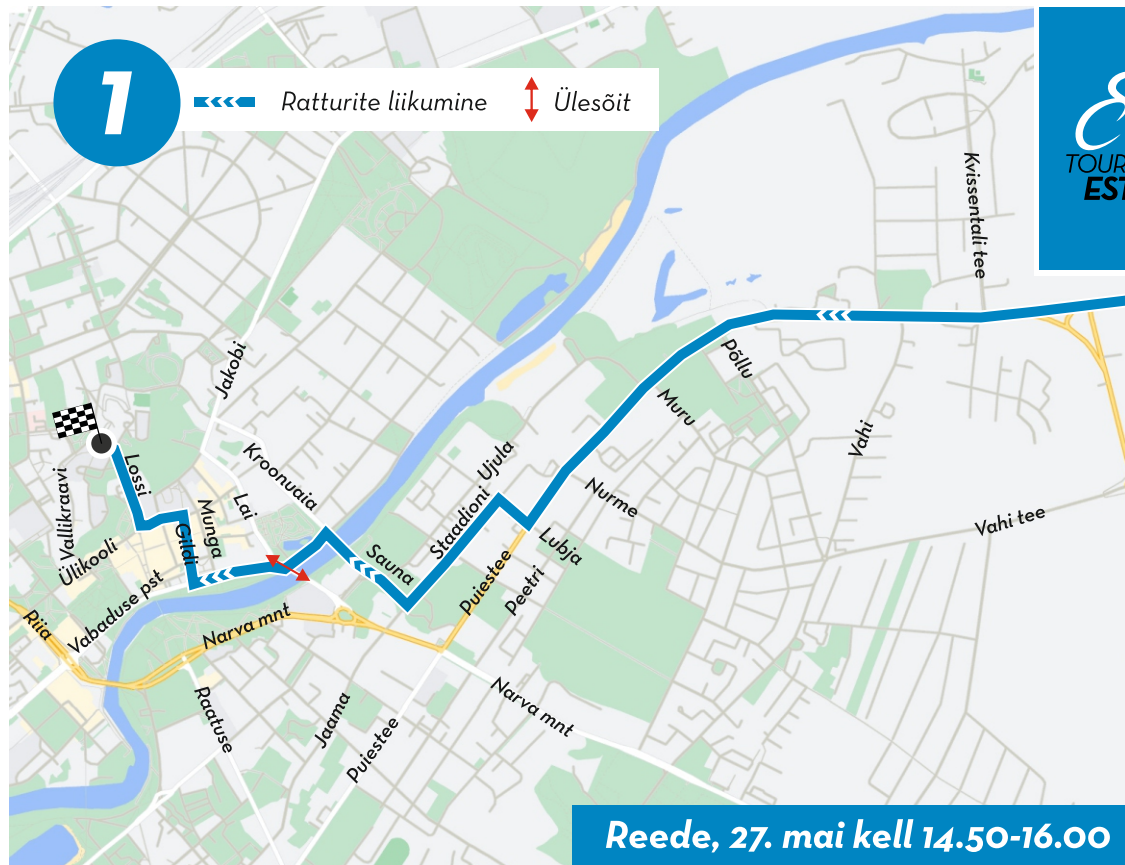 1
Ratturite liikumine
Ülesõit
TOUR
EST
Kvissentali tee
Jakobi
Põllu
Muru
Vahi
Kroonuaia
Lossi
Vallikraavi
Ujula
Staadioni
Lai
Munga
Nurme
Gildi
Vahi tee
Ülikooli
Lubja
Sauna
Puiestee
Peetri
Vabaduse pst
Riia
Narva mnt
Raatuse
Jaama
Puiestee
Narva mnt
Reede, 27. mai kell 14.50-16.00